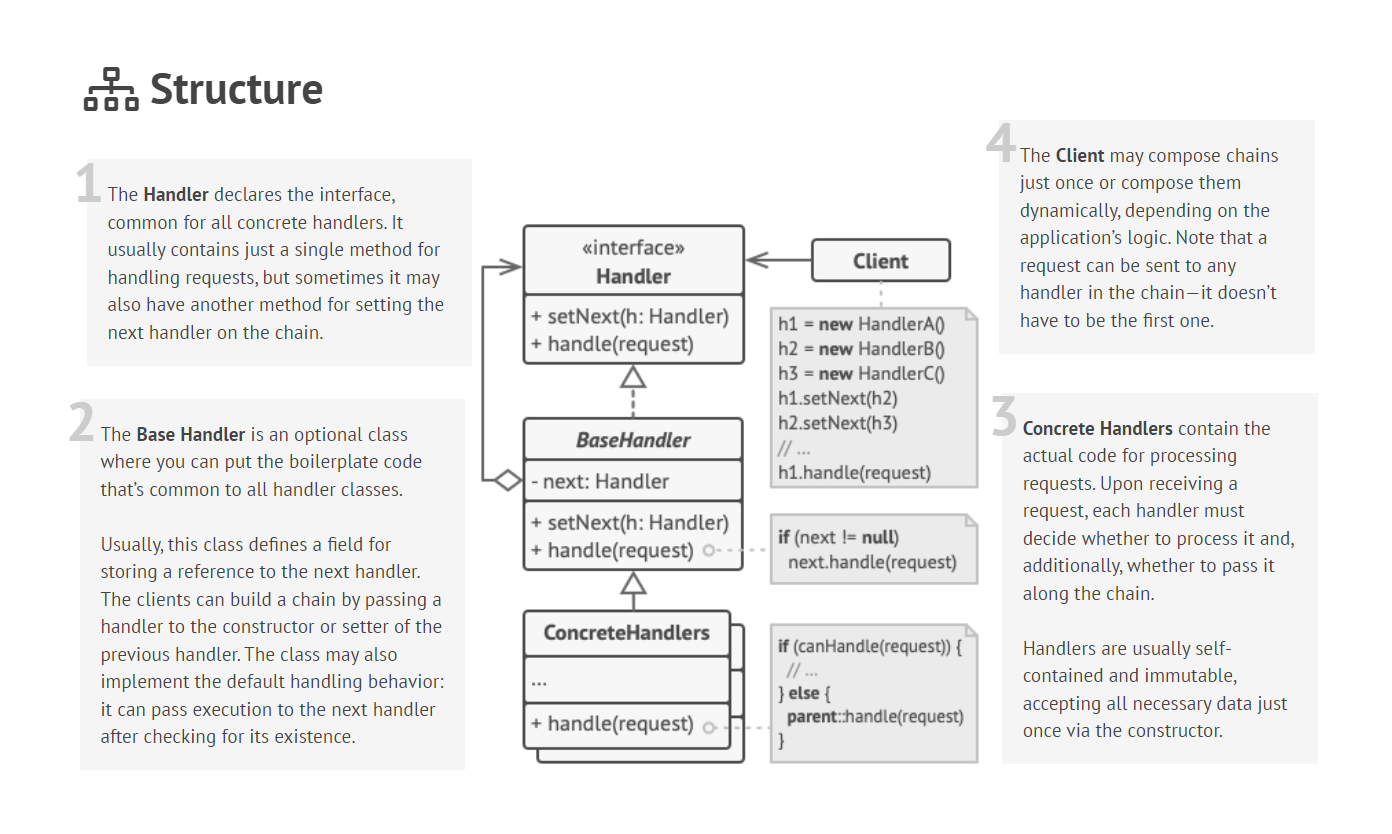 Structure
1
The Handler declares the interface,
common for all concrete handlers. It
usually contains just a single method for
handling requests, but sometimes it may
also have another method for setting the
next handler on the chain.
2
The Base Handler is an optional class
where you can put the boilerplate code
that’s common to all handler classes.
Usually, this class defines a field for
storing a reference to the next handler.
The clients can build a chain by passing a
handler to the constructor or setter of the
previous handler. The class may also
implement the default handling behavior:
it can pass execution to the next handler
after checking for its existence.
«interface»
Handler
+ setNext(h: Handler)
+ handle(request)
BaseHandler
- next: Handler
+ setNext(h: Handler)
+ handle(request)
ConcreteHandlers
...
+ handle(request)
Client
h1 = new HandlerA()
h2 = new HandlerB()
h3 = new HandlerC()
h1.setNext(h2)
h2.setNext(h3)
// ...
h1.handle(request)
if (next != null)
next.handle(request)
if (canHandle(request)) {
// ...
} else {
parent::handle(request)
}
4
The Client may compose chains
just once or compose them
dynamically, depending on the
application’s logic. Note that a
request can be sent to any
handler in the chain—it doesn’t
have to be the first one.
3
Concrete Handlers contain the
actual code for processing
requests. Upon receiving a
request, each handler must
decide whether to process it and,
additionally, whether to pass it
along the chain.
Handlers are usually self-
contained and immutable,
accepting all necessary data just
once via the constructor.